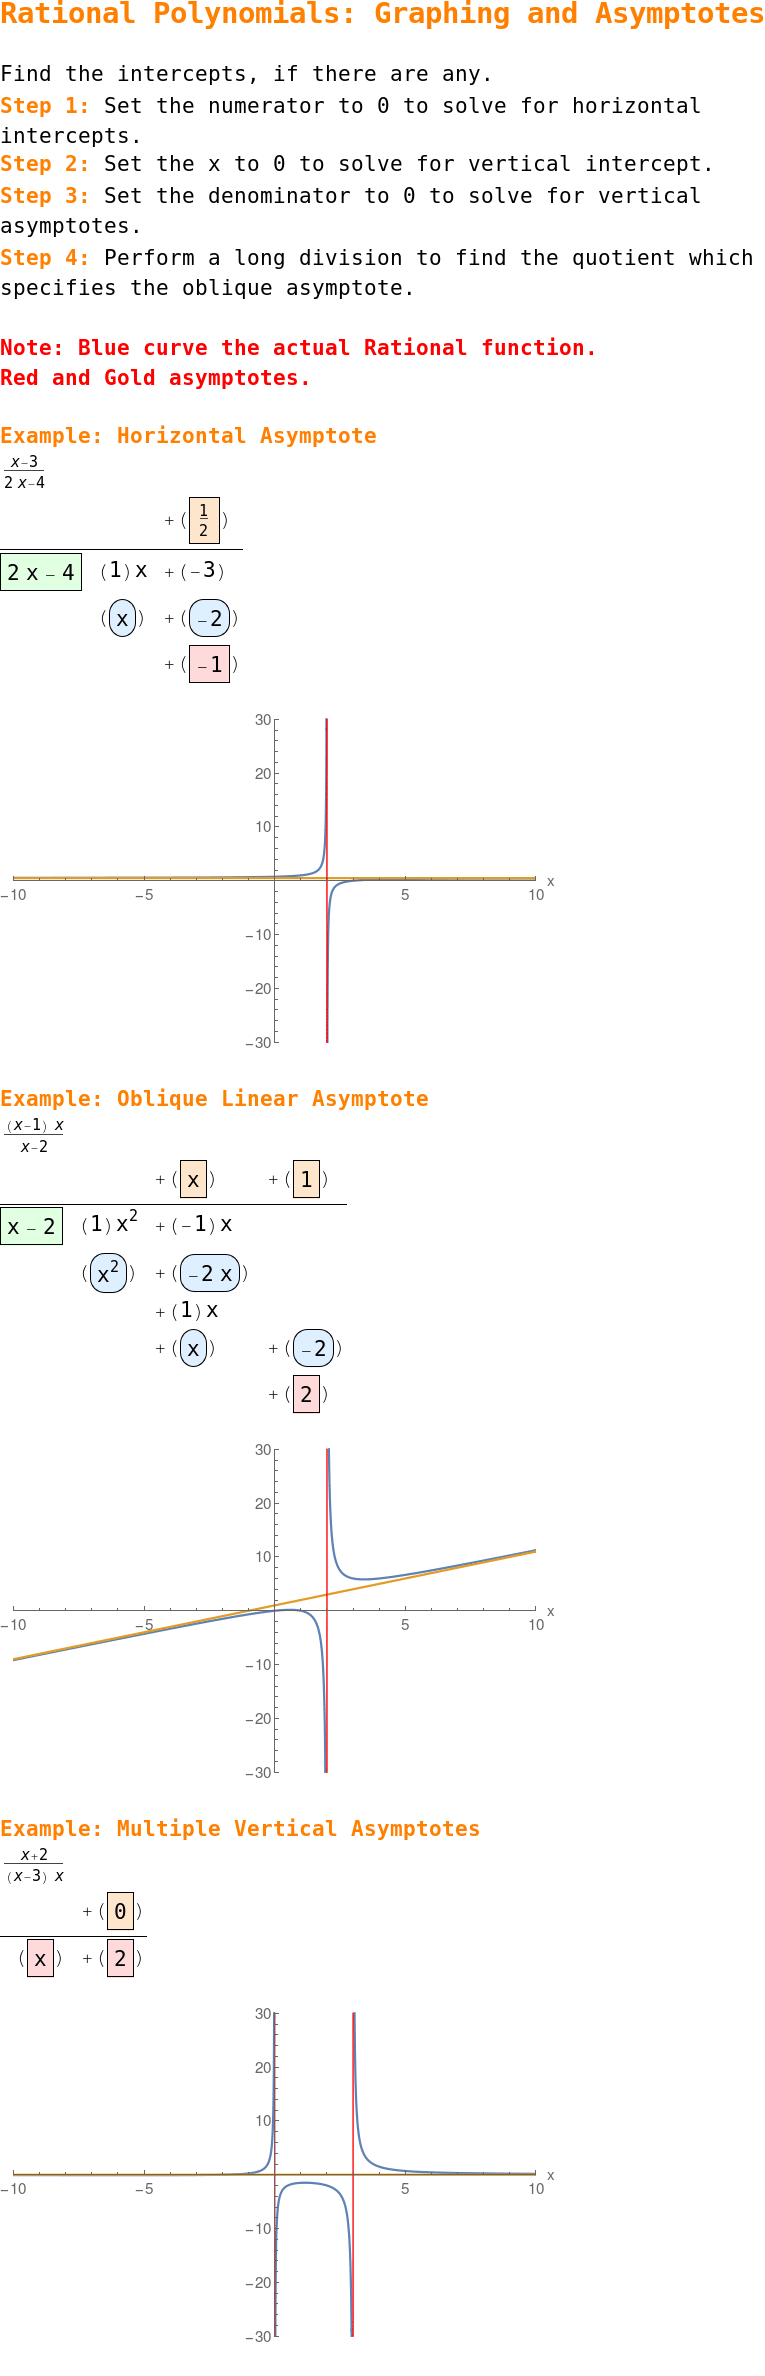 Rational Polynomials: Graphing and Asymptotes
Find the intercepts, if there are any.
Step 1: Set the numerator to 0 to solve for horizontal
intercepts.
Step 2: Set the x to 0 to solve for vertical intercept.
Step 3: Set the denominator to 0 to solve for vertical
asymptotes.
Step 4: Perform a long division to find the quotient which
specifies the oblique asymptote.
Note: Blue curve the actual Rational function.
Red and Gold asymptotes.
Example: Horizontal Asymptote
x−3
2 x−4
+ ( 1/2 )
2 x − 4 (1) x + (−3)
(x) + (−2)
+ (−1)
30
20
10
−10 −5 5 10 x
−10
−20
−30
Example: Oblique Linear Asymptote
(x−1) x
x−2
+ (x) + (1)
x − 2 (1) x² + (−1) x
(x²) + (−2 x)
+ (1) x
+ (x) + (−2)
+ (2)
30
20
10
−10 −5 5 10 x
−10
−20
−30
Example: Multiple Vertical Asymptotes
x+2
(x−3) x
+ (0)
(x) + (2)
30
20
10
−10 −5 5 10 x
−10
−20
−30